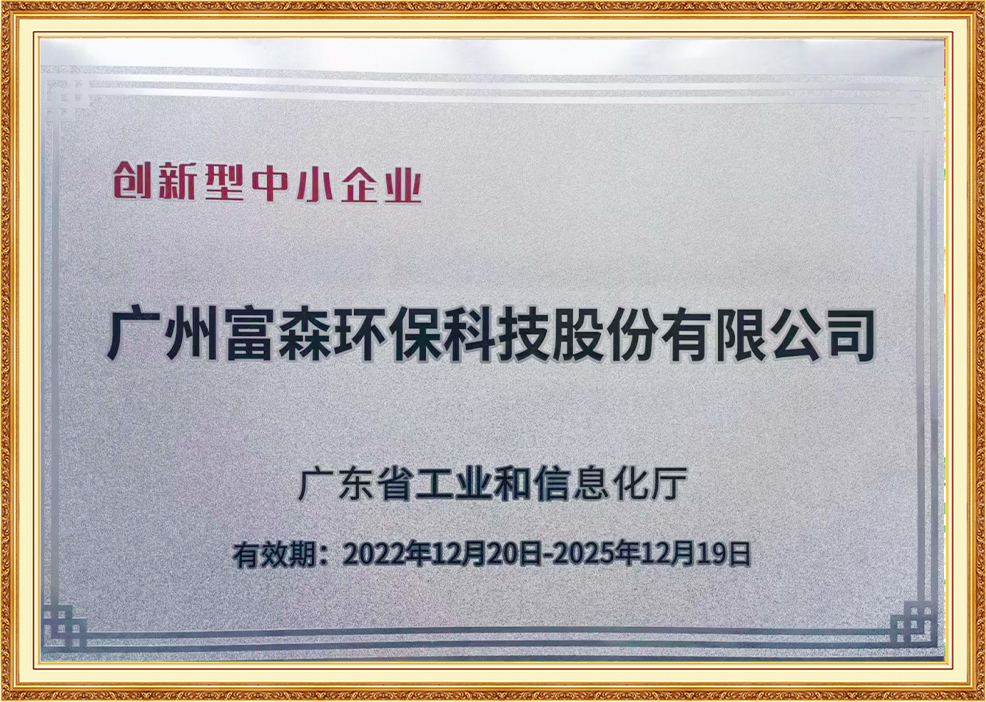 创新型中小企业
广州富森环保科技股份有限公司
广东省工业和信息化厅
有效期：2022年12月20日-2025年12月19日